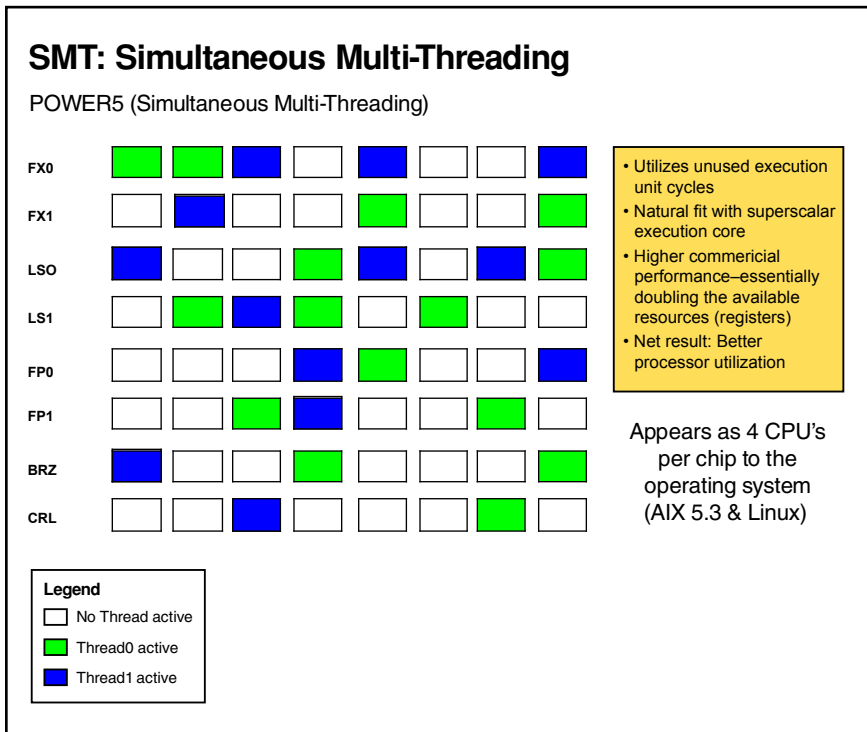 SMT: Simultaneous Multi-Threading
POWER5 (Simultaneous Multi-Threading)
FX0
FX1
LSO
LS1
FP0
FP1
BRZ
CRL
• Utilizes unused execution
unit cycles
• Natural fit with superscalar
execution core
• Higher commericial
performance–essentially
doubling the available
resources (registers)
• Net result: Better
processor utilization
Appears as 4 CPU's
per chip to the
operating system
(AIX 5.3 & Linux)
Legend
No Thread active
Thread0 active
Thread1 active